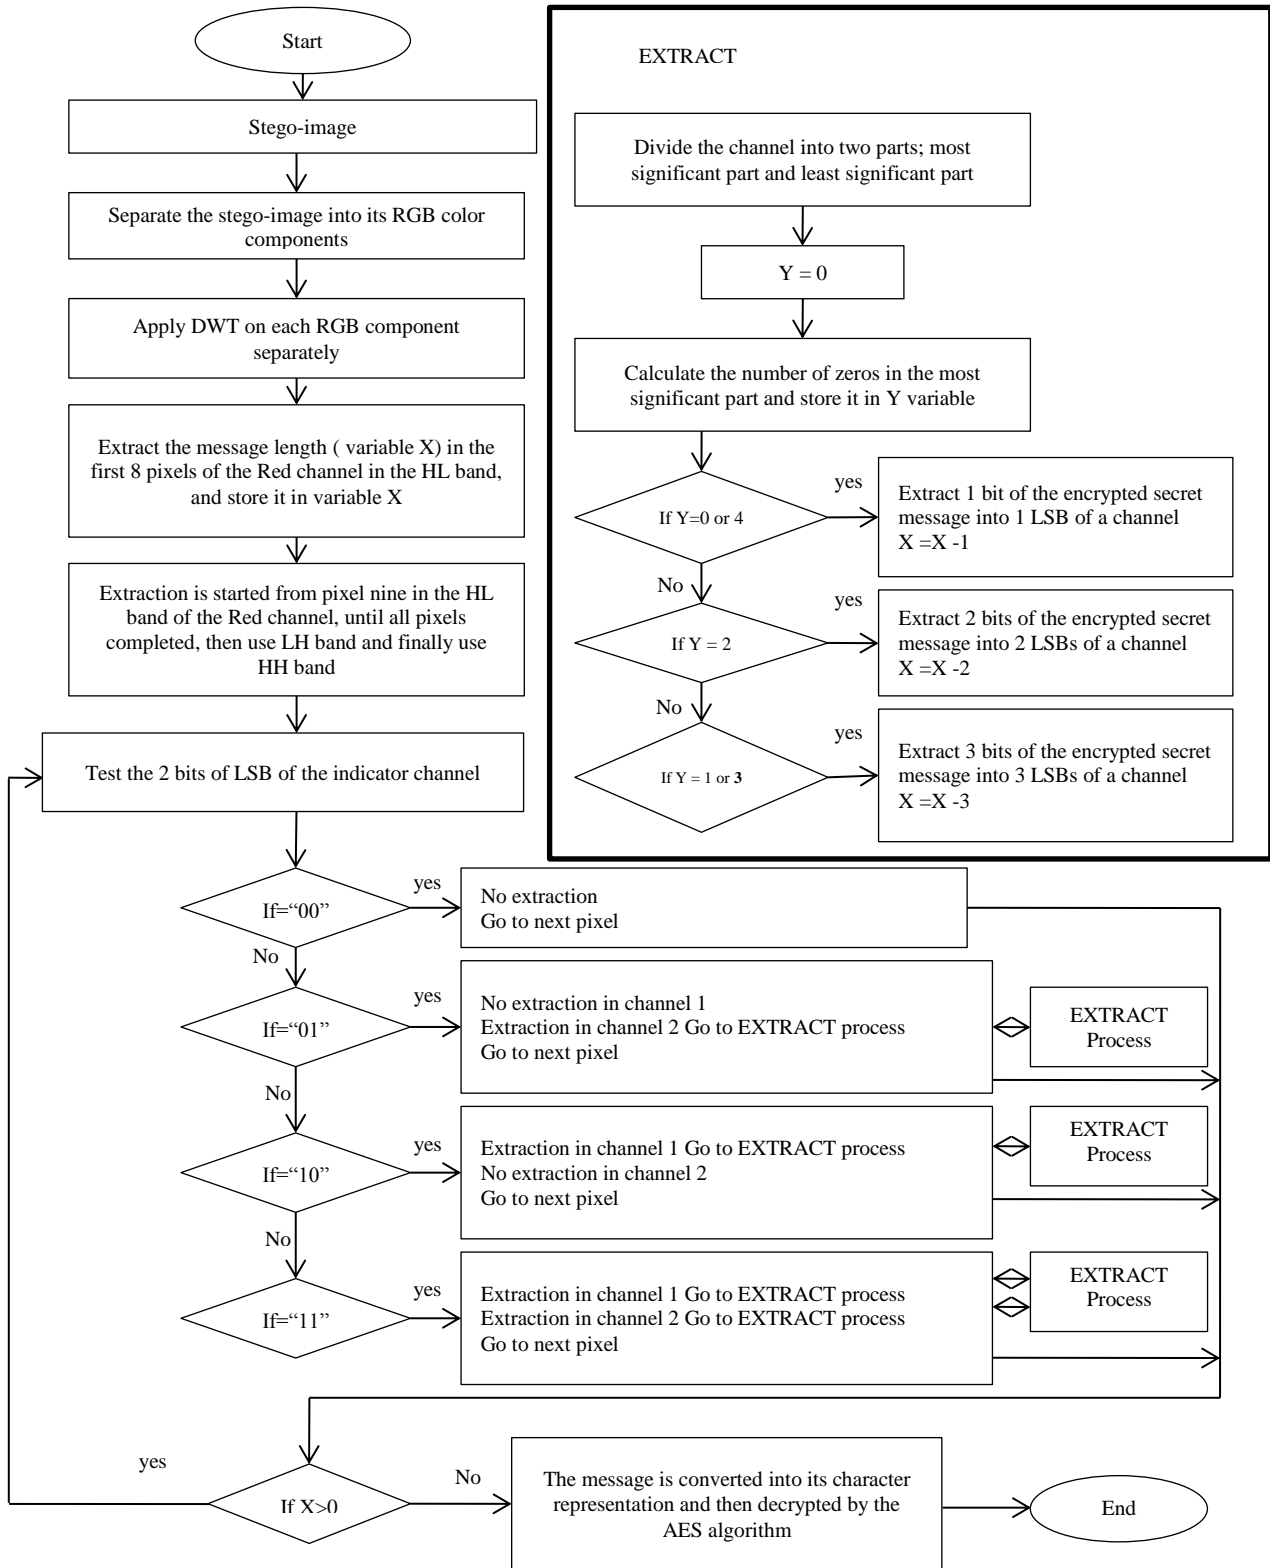 Start
Stego-image
Separate the stego-image into its RGB color
components
Apply DWT on each RGB component
separately
Extract the message length ( variable X) in the
first 8 pixels of the Red channel in the HL band,
and store it in variable X
Extraction is started from pixel nine in the HL
band of the Red channel, until all pixels
completed, then use LH band and finally use
HH band
Test the 2 bits of LSB of the indicator channel
EXTRACT
Divide the channel into two parts; most
significant part and least significant part
Y = 0
Calculate the number of zeros in the most
significant part and store it in Y variable
If Y=0 or 4
yes
Extract 1 bit of the encrypted secret
message into 1 LSB of a channel
X =X -1
No
If Y = 2
yes
Extract 2 bits of the encrypted secret
message into 2 LSBs of a channel
X =X -2
No
If Y = 1 or 3
yes
Extract 3 bits of the encrypted secret
message into 3 LSBs of a channel
X =X -3
If=“00”
yes
No extraction
Go to next pixel
No
If=“01”
yes
No extraction in channel 1
Extraction in channel 2 Go to EXTRACT process
Go to next pixel
EXTRACT
Process
No
If=“10”
yes
Extraction in channel 1 Go to EXTRACT process
No extraction in channel 2
Go to next pixel
EXTRACT
Process
No
If=“11”
yes
Extraction in channel 1 Go to EXTRACT process
Extraction in channel 2 Go to EXTRACT process
Go to next pixel
EXTRACT
Process
yes
If X>0
No
The message is converted into its character
representation and then decrypted by the
AES algorithm
End